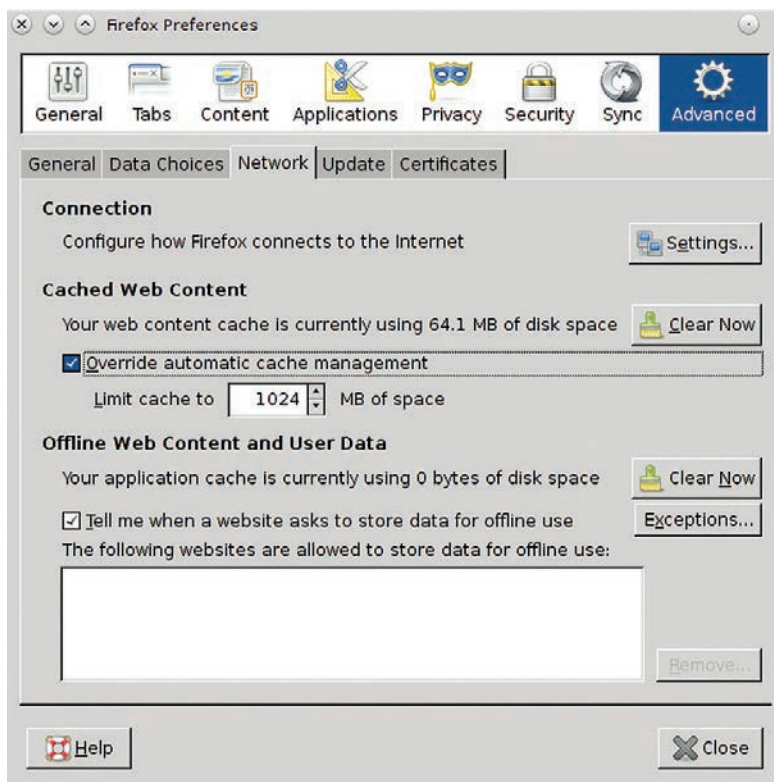 Firefox Preferences
General Tabs Content Applications Privacy Security Sync Advanced
General Data Choices Network Update Certificates
Connection
Configure how Firefox connects to the Internet Settings...
Cached Web Content
Your web content cache is currently using 64.1 MB of disk space Clear Now
Override automatic cache management
Limit cache to 1024 MB of space
Offline Web Content and User Data
Your application cache is currently using 0 bytes of disk space Clear Now
Tell me when a website asks to store data for offline use Exceptions...
The following websites are allowed to store data for offline use:
Remove...
Help Close